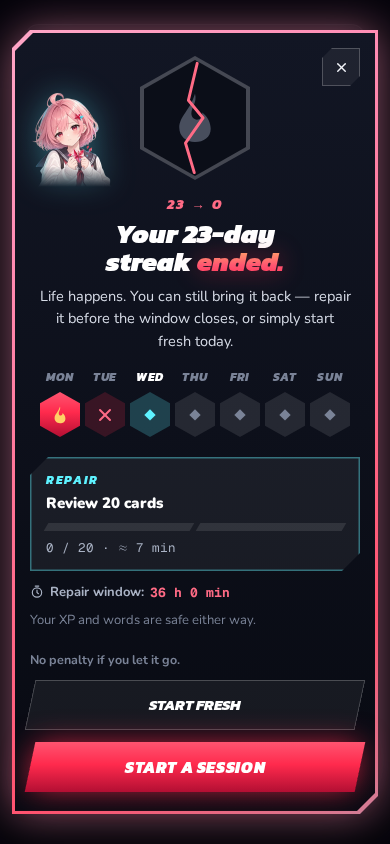 23 → 0
Your 23-day
streak ended.
Life happens. You can still bring it back — repair
it before the window closes, or simply start
fresh today.
MON TUE WED THU FRI SAT SUN
REPAIR
Review 20 cards
0 / 20 · ≈ 7 min
Repair window: 36 h 0 min
Your XP and words are safe either way.
No penalty if you let it go.
START FRESH
START A SESSION